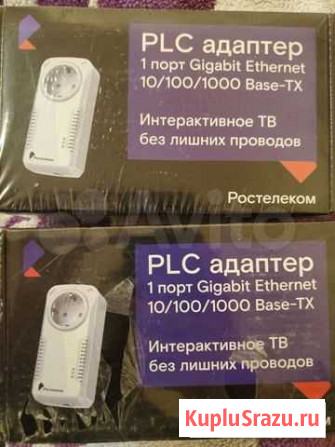 PLC адаптер
1 порт Gigabit Ethernet
10/100/1000 Base-TX
Интерактивное ТВ
без лишних проводов
Ростелеком
Avito
PLC адаптер
1 порт Gigabit Ethernet
10/100/1000 Base-TX
Интерактивное ТВ
без лишних проводов
KupluSrazu.ru